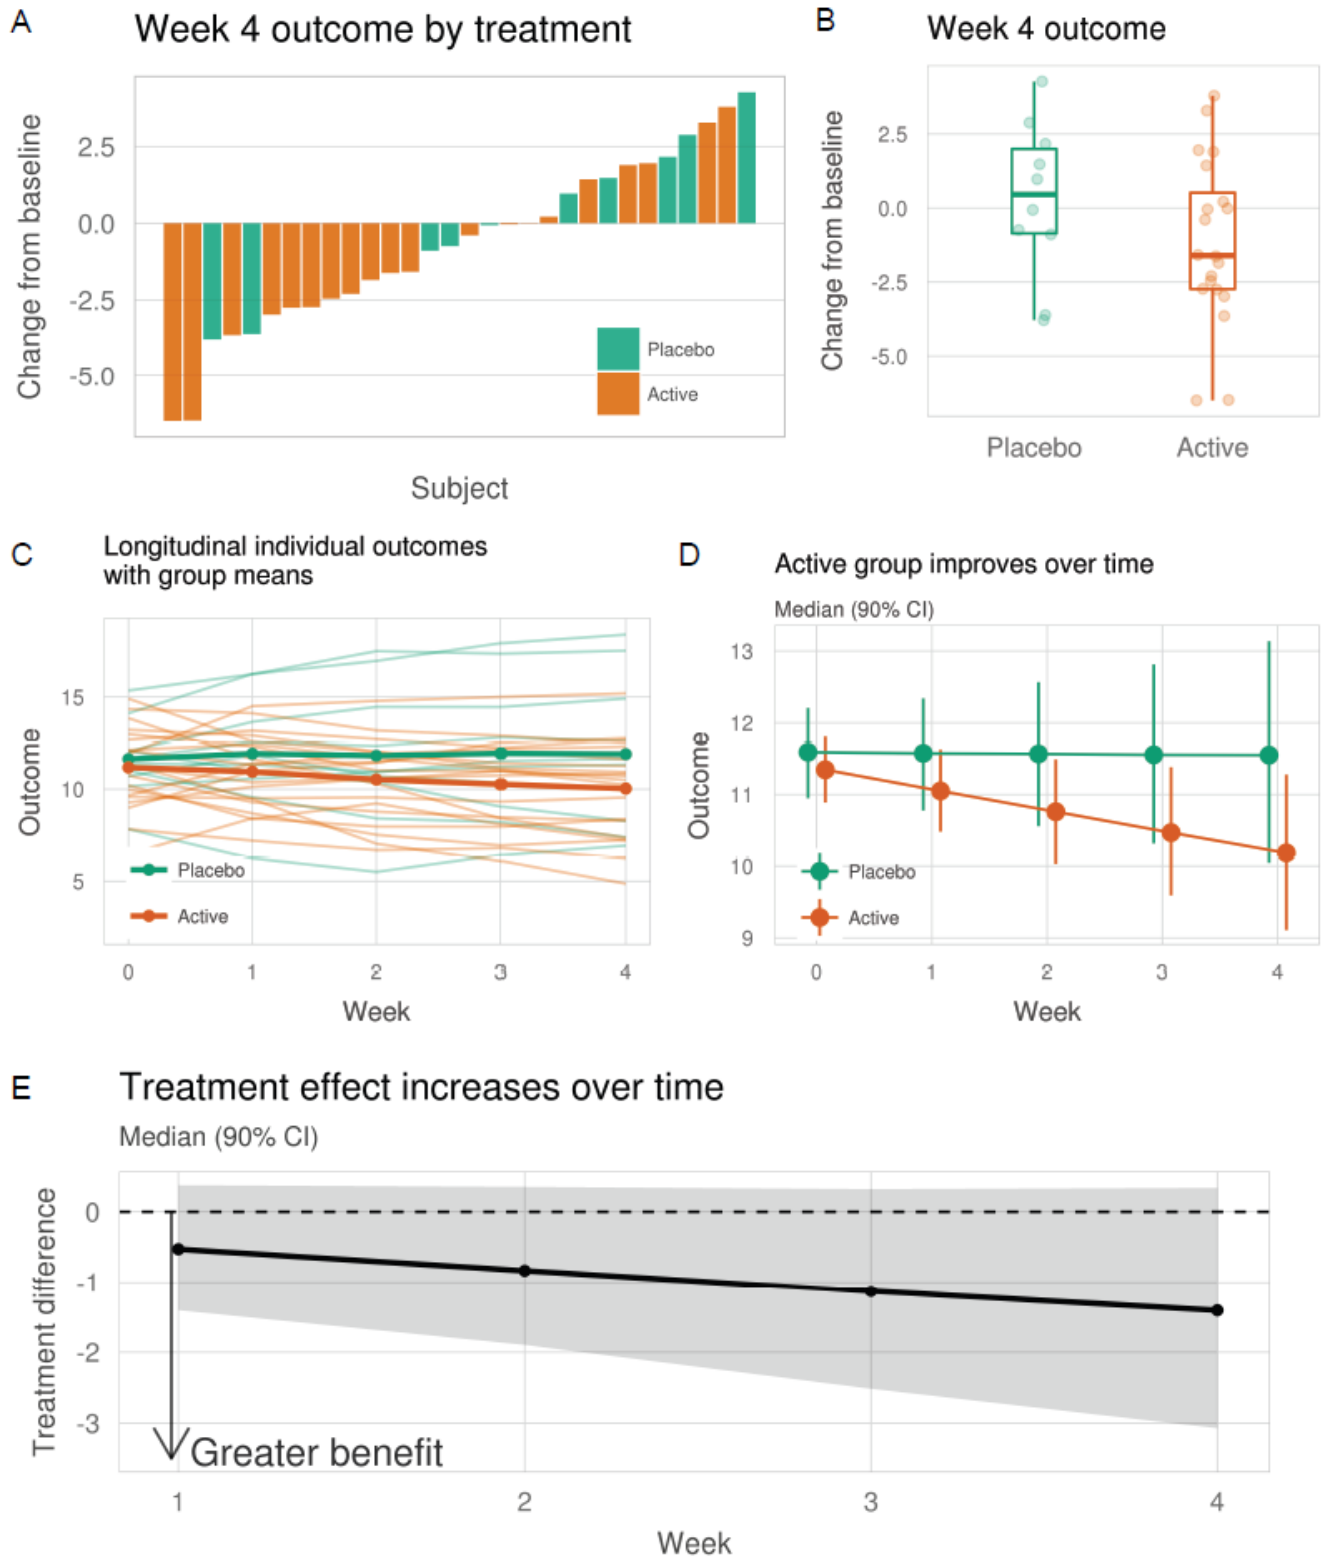 A
Week 4 outcome by treatment
Change from baseline
2.5
0.0
-2.5
-5.0
Placebo
Active
Subject
B
Week 4 outcome
Change from baseline
2.5
0.0
-2.5
-5.0
Placebo
Active
C
Longitudinal individual outcomes
with group means
Outcome
15
10
5
Placebo
Active
0
1
2
3
4
Week
D
Active group improves over time
Median (90% CI)
Outcome
13
12
11
10
9
Placebo
Active
0
1
2
3
4
Week
E
Treatment effect increases over time
Median (90% CI)
Treatment difference
0
-1
-2
-3
Greater benefit
1
2
3
4
Week